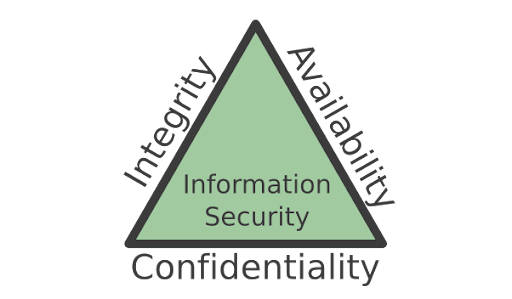 Integrity
Availability
Information
Security
Confidentiality